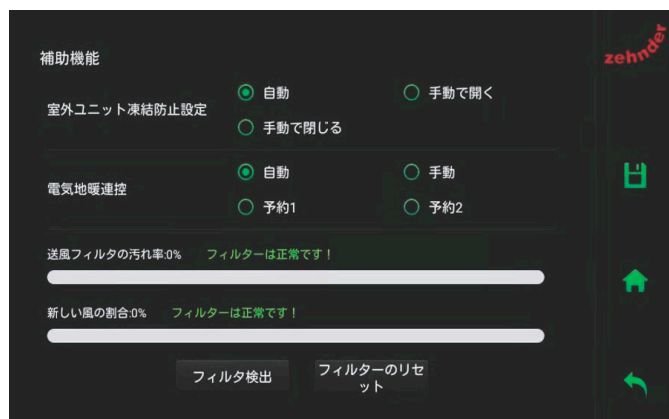 補助機能
zehnder
室外ユニット凍結防止設定
自動
手動で開く
手動で閉じる
電気地暖連控
自動
手動
予約1
予約2
送風フィルタの汚れ率:0% フィルターは正常です！
新しい風の割合:0% フィルターは正常です！
フィルタ検出
フィルターのリセ
ット